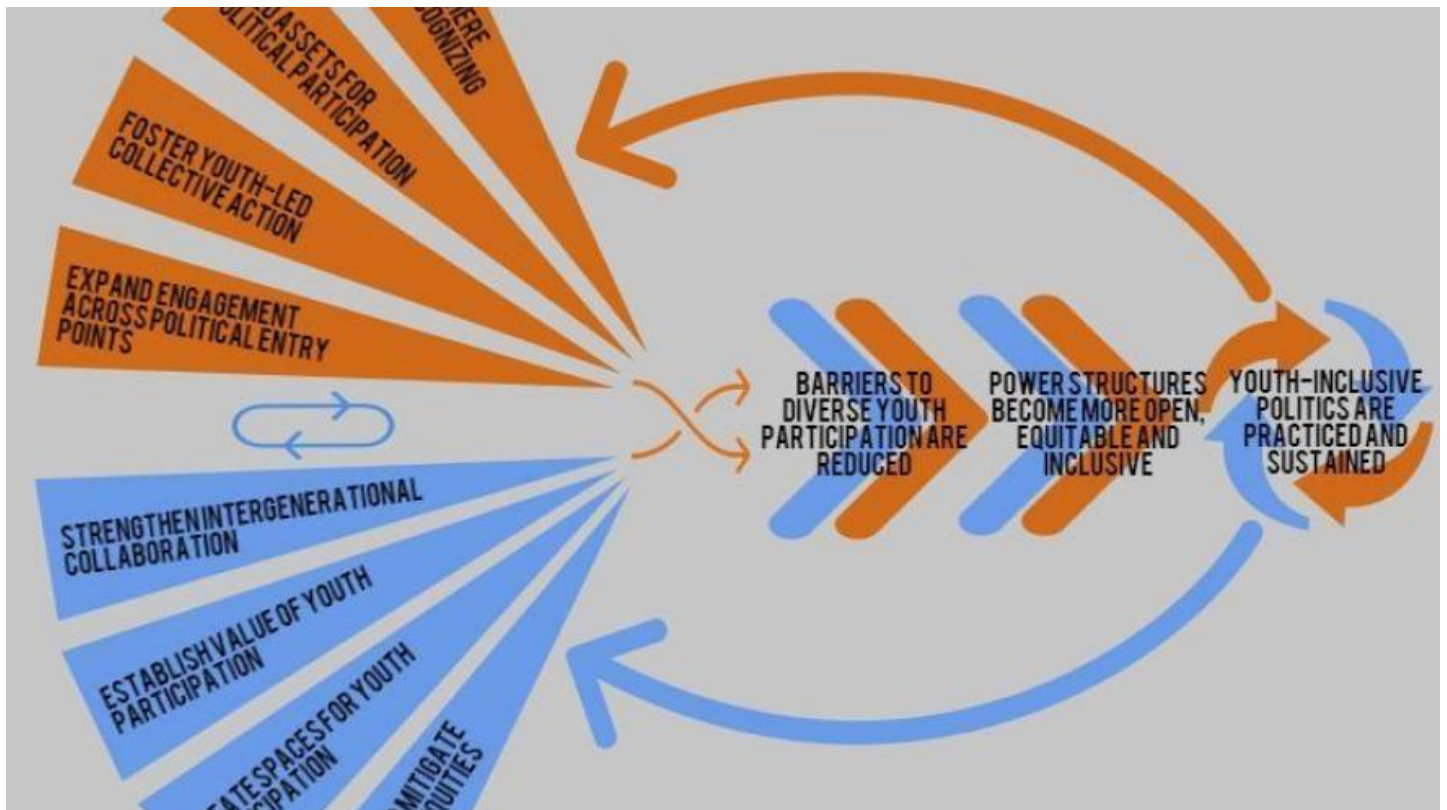 ASSETS FOR
PARTICIPATION
FOSTER YOUTH-LED
COLLECTIVE ACTION
EXPAND ENGAGEMENT
ACROSS POLITICAL ENTRY
POINTS
STRENGTHEN INTERGENERATIONAL
COLLABORATION
ESTABLISH VALUE OF YOUTH
PARTICIPATION
SPACES FOR YOUTH
MITIGATE
BARRIERS TO
DIVERSE YOUTH
PARTICIPATION ARE
REDUCED
POWER STRUCTURES
BECOME MORE OPEN,
EQUITABLE AND
INCLUSIVE
YOUTH-INCLUSIVE
POLITICS ARE
PRACTICED AND
SUSTAINED